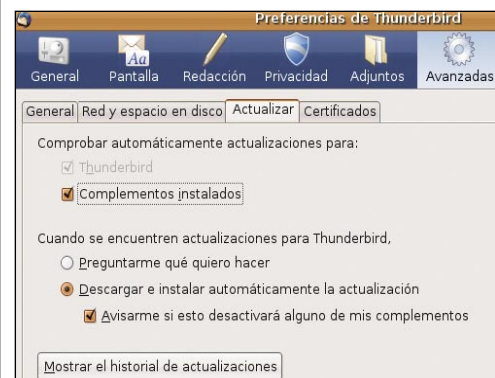 Preferencias de Thunderbird
Aa
General Pantalla Redacción Privacidad Adjuntos Avanzadas
General Red y espacio en disco Actualizar Certificados
Comprobar automáticamente actualizaciones para:
Thunderbird
Complementos instalados
Cuando se encuentren actualizaciones para Thunderbird,
Preguntarme qué quiero hacer
Descargar e instalar automáticamente la actualización
Avisarme si esto desactivará alguno de mis complementos
Mostrar el historial de actualizaciones